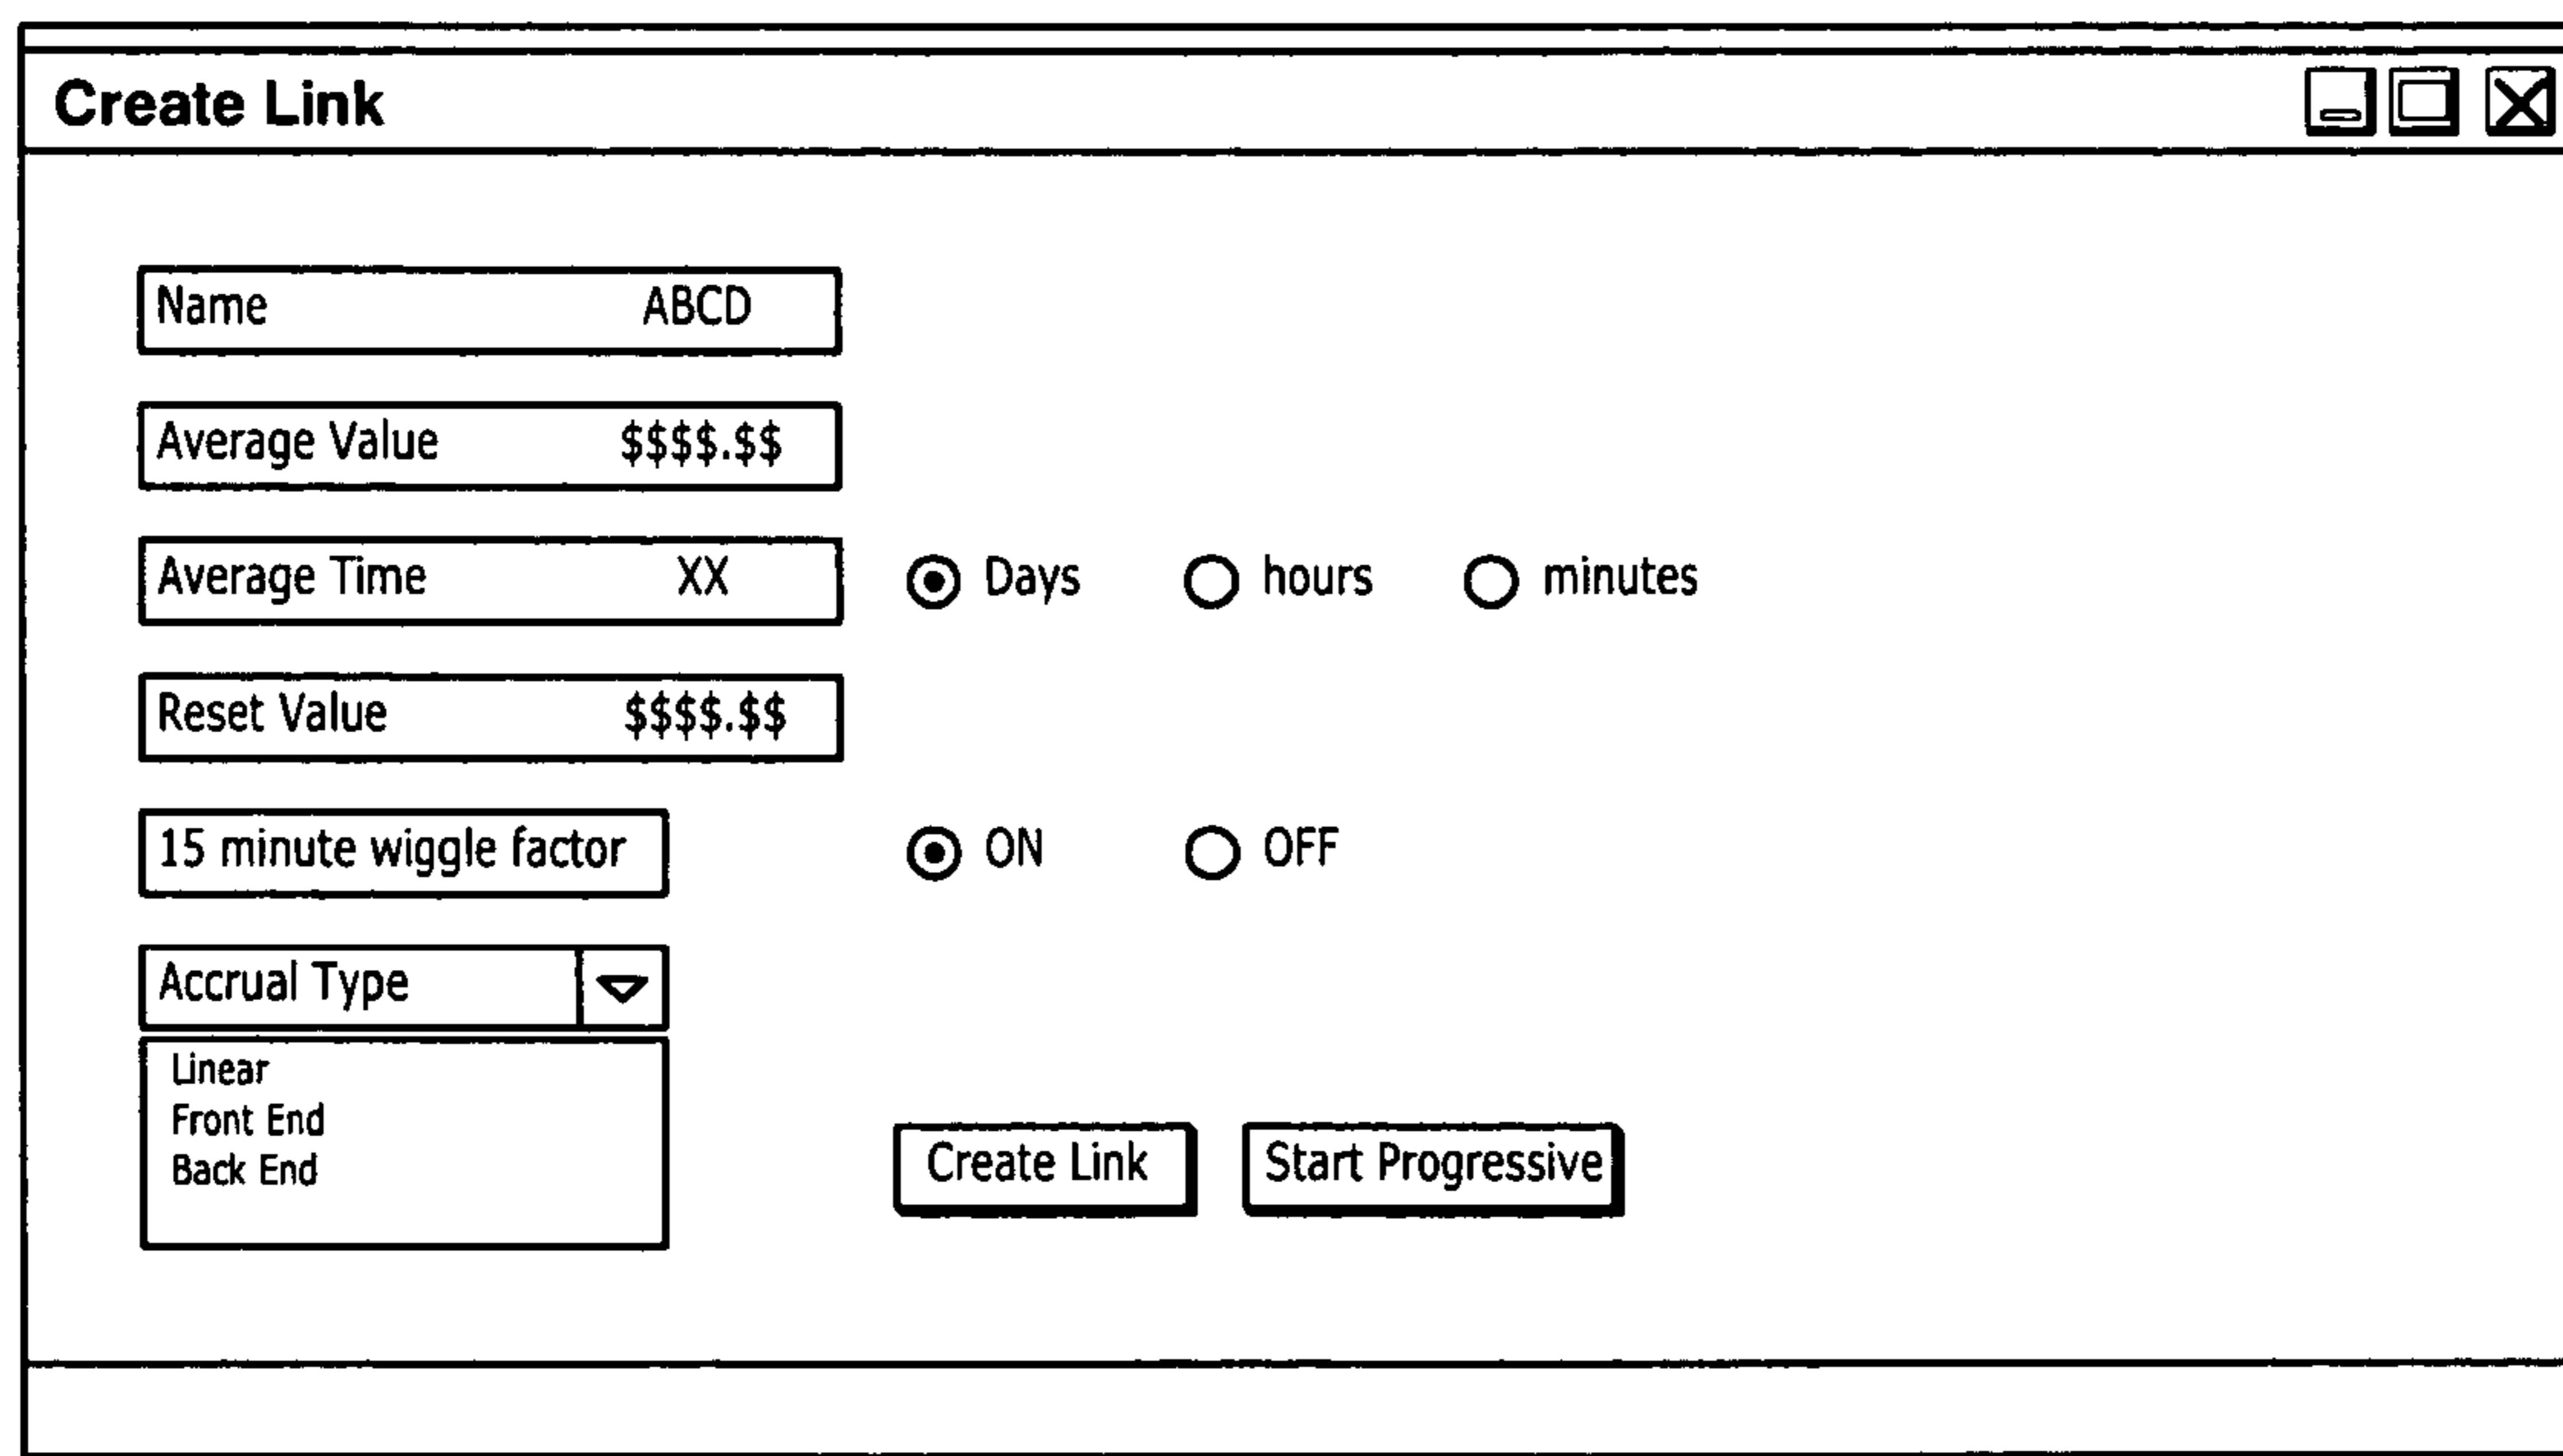 Create Link
Name ABCD
Average Value $$$$.$$
Average Time XX Days hours minutes
Reset Value $$$$.$$
15 minute wiggle factor ON OFF
Accrual Type
Linear
Front End
Back End
Create Link Start Progressive